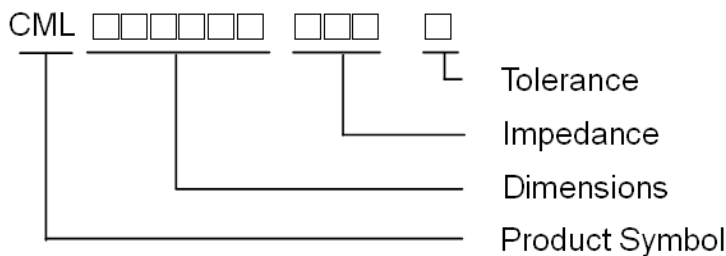 CML □□□□□□ □□□ □
Tolerance
Impedance
Dimensions
Product Symbol